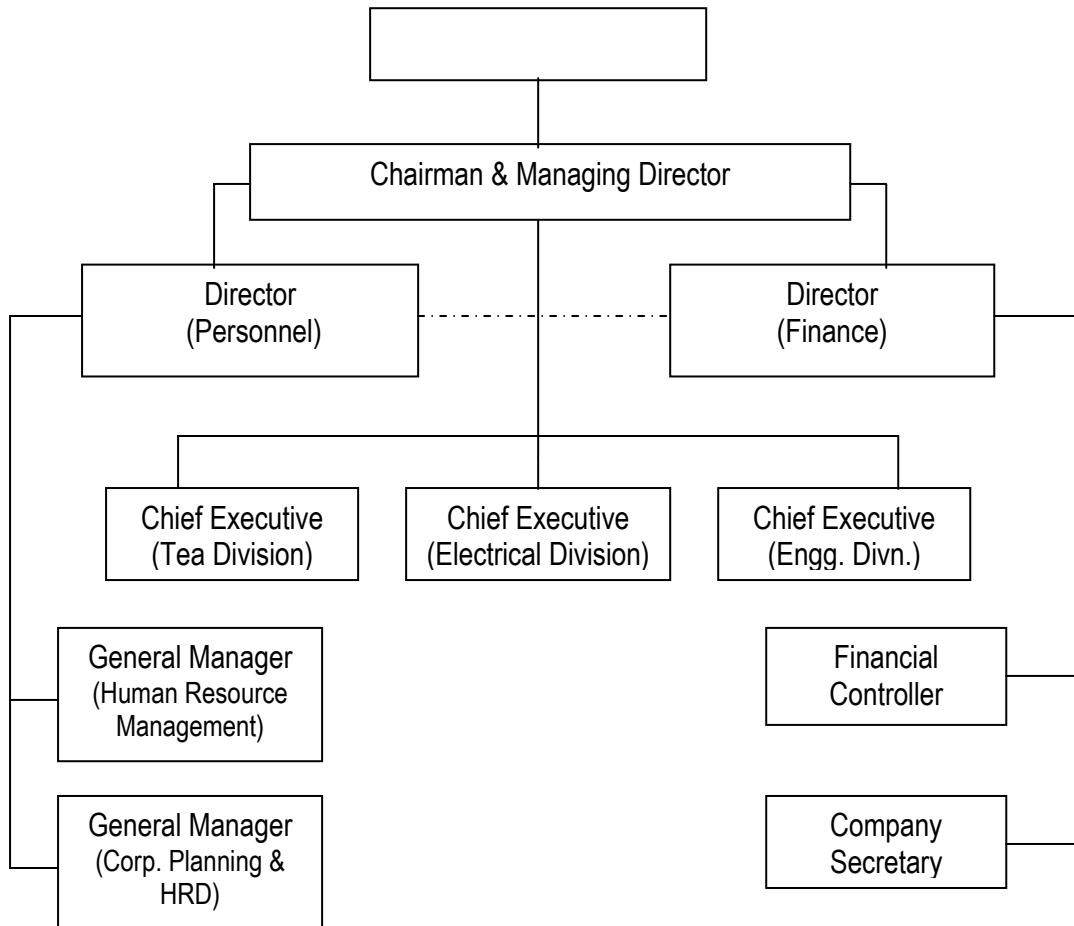 Chairman & Managing Director
Director
(Personnel)
Director
(Finance)
Chief Executive
(Tea Division)
Chief Executive
(Electrical Division)
Chief Executive
(Engg. Divn.)
General Manager
(Human Resource
Management)
Financial
Controller
General Manager
(Corp. Planning &
HRD)
Company
Secretary